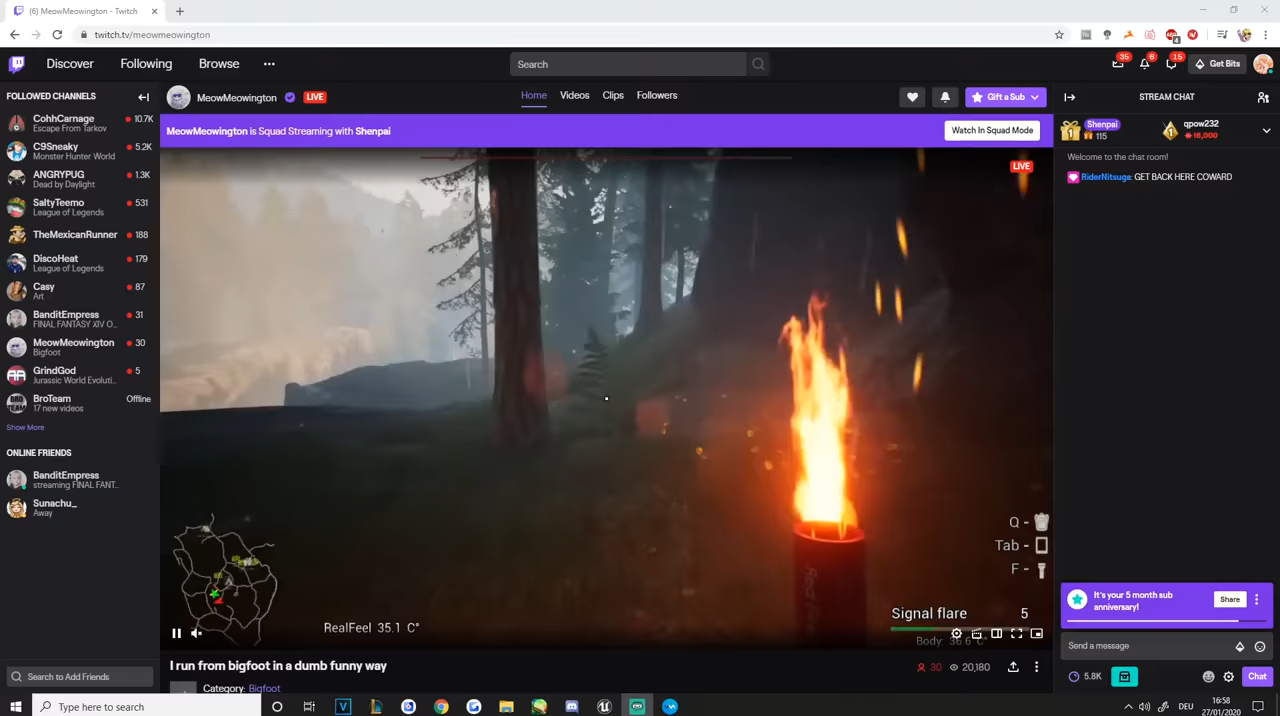 (6) MeowMeowington - Twitch
twitch.tv/meowmeowington
Discover Following Browse
Search
35 6 15 Get Bits
FOLLOWED CHANNELS
CohhCarnage 10.7K
Escape From Tarkov
C9Sneaky 5.2K
Monster Hunter World
ANGRYPUG 1.3K
Dead by Daylight
SaltyTeemo 531
League of Legends
TheMexicanRunner 188
DiscoHeat 179
League of Legends
Casy 87
Art
BanditEmpress 31
FINAL FANTASY XIV O...
MeowMeowington 30
Bigfoot
GrindGod 5
Jurassic World Evoluti...
BroTeam Offline
17 new videos
Show More
ONLINE FRIENDS
BanditEmpress
streaming FINAL FANT...
Sunachu_
Away
Search to Add Friends
MeowMeowington LIVE
Home Videos Clips Followers
Gift a Sub
MeowMeowington is Squad Streaming with Shenpai
Watch In Squad Mode
LIVE
Q -
Tab -
F -
Signal flare 5
RealFeel 35.1 C°
Body: 36.6 C°
I run from bigfoot in a dumb funny way
30 20,180
Category: Bigfoot
STREAM CHAT
1 Shenpai
115
1 qpow232
18,000
Welcome to the chat room!
RiderNitsuga: GET BACK HERE COWARD
It's your 5 month sub
anniversary!
Share
Send a message
5.8K
Chat
Type here to search
DEU
16:58
27/01/2020